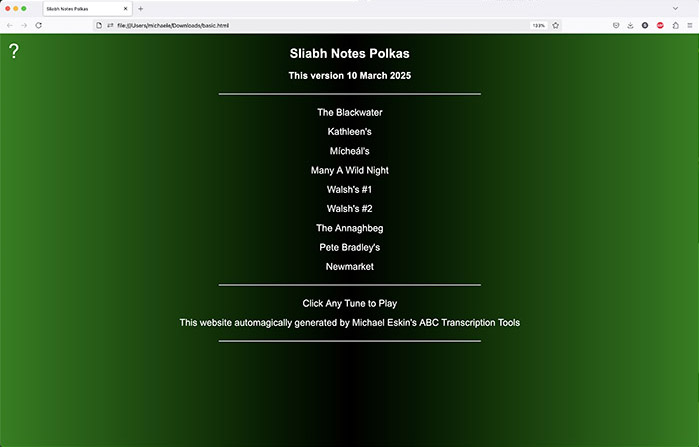 Sliabh Notes Polkas
file:///Users/michaele/Downloads/basic.html
133%
?
Sliabh Notes Polkas
This version 10 March 2025
The Blackwater
Kathleen's
Mícheál's
Many A Wild Night
Walsh's #1
Walsh's #2
The Annaghbeg
Pete Bradley's
Newmarket
Click Any Tune to Play
This website automagically generated by Michael Eskin's ABC Transcription Tools